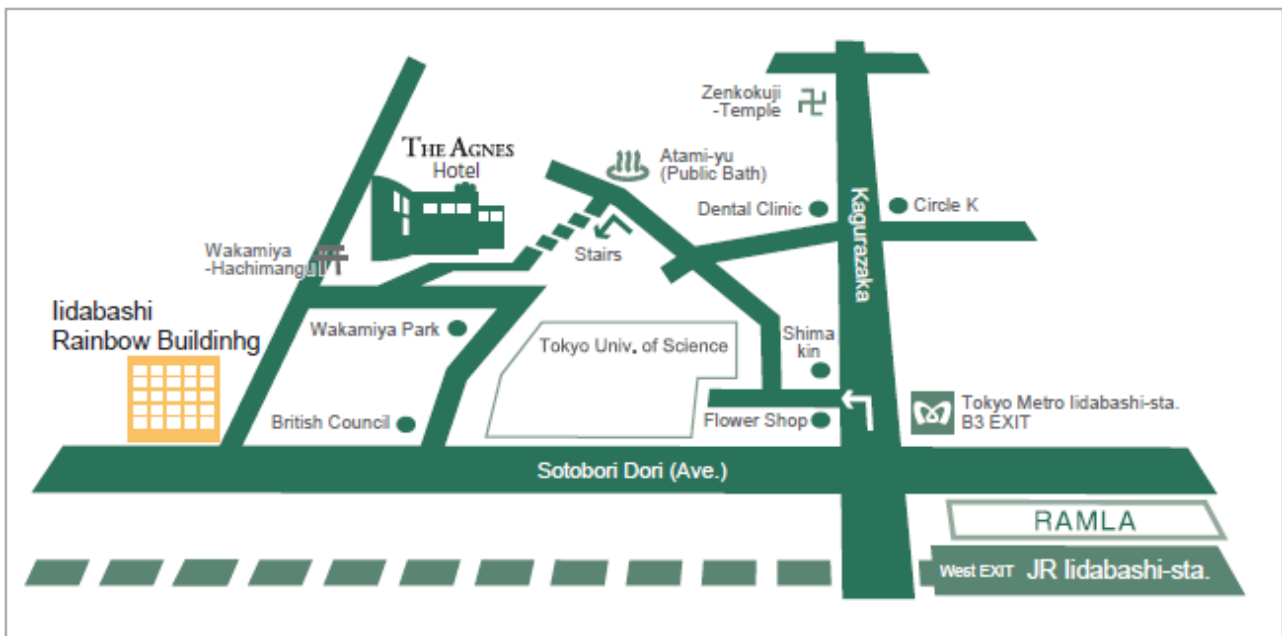 Zenkokuji
-Temple
THE AGNES
Hotel
Atami-yu
(Public Bath)
Dental Clinic
Circle K
Kagurazaka
Stairs
Wakamiya
-Hachimangu
Iidabashi
Rainbow Buildinhg
Wakamiya Park
Tokyo Univ. of Science
Shima
kin
British Council
Flower Shop
Tokyo Metro Iidabashi-sta.
B3 EXIT
Sotobori Dori (Ave.)
RAMLA
West EXIT JR Iidabashi-sta.